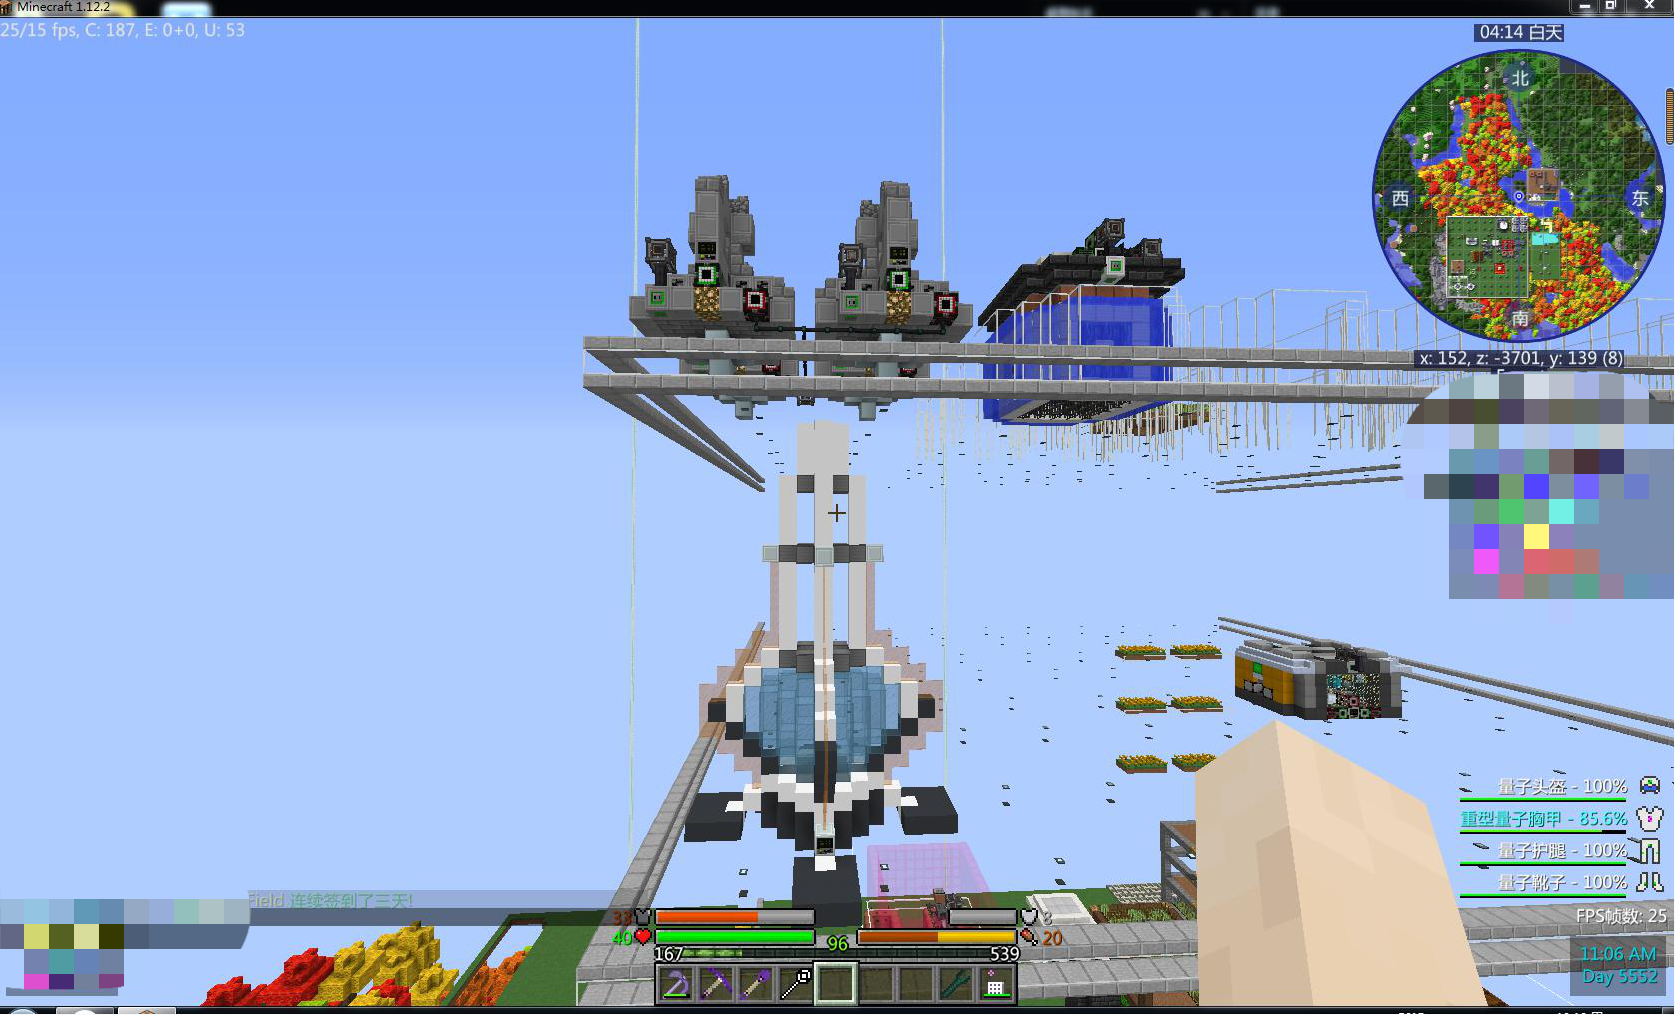 Minecraft 1.12.2
25/15 fps, C: 187, E: 0+0, U: 53
04:14 白天
北
西
东
南
x: 152, z: -3701, y: 139 (8)
量子头盔 - 100%
重型量子胸甲 - 85.6%
量子护腿 - 100%
量子靴子 - 100%
Field 连续签到了三天!
FPS帧数: 25
11:06 AM
Day 5552
33
8
40
96
20
167
539